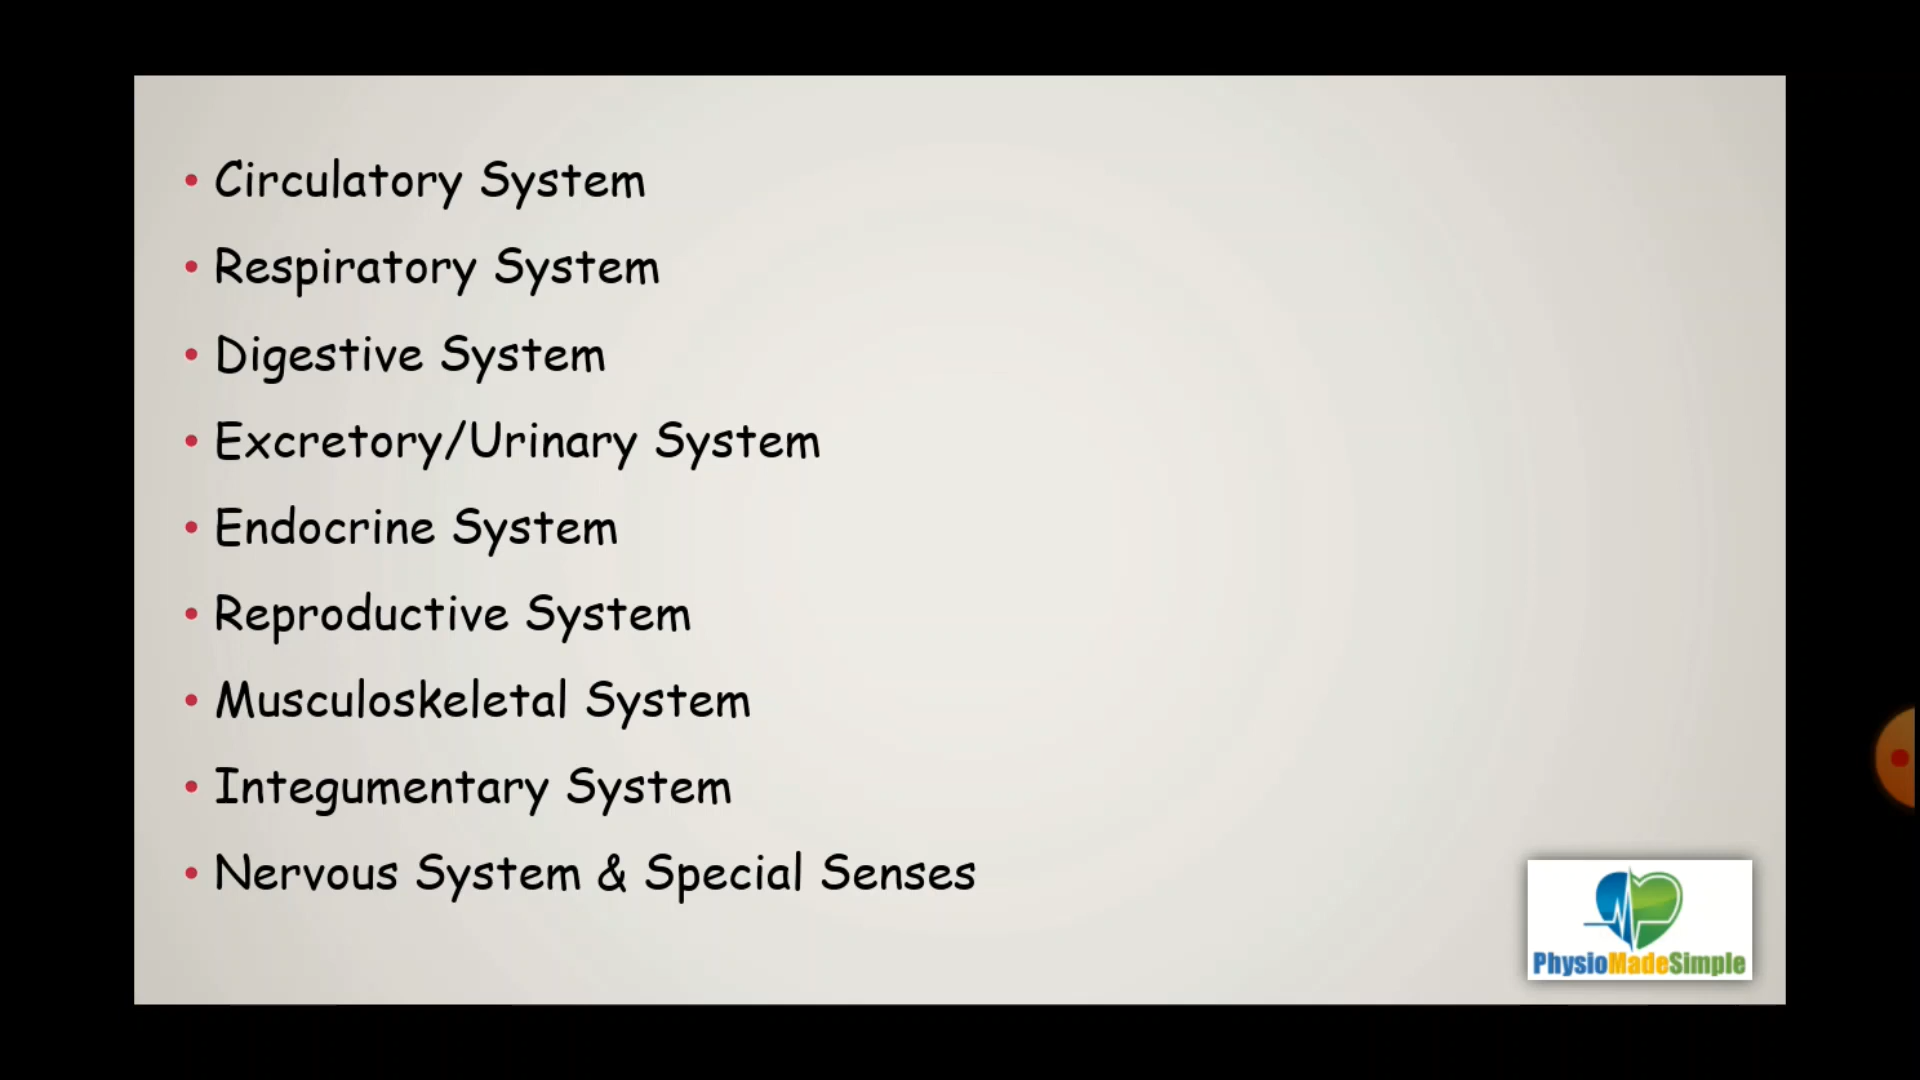 • Circulatory System
• Respiratory System
• Digestive System
• Excretory/Urinary System
• Endocrine System
• Reproductive System
• Musculoskeletal System
• Integumentary System
• Nervous System & Special Senses
PhysioMadeSimple